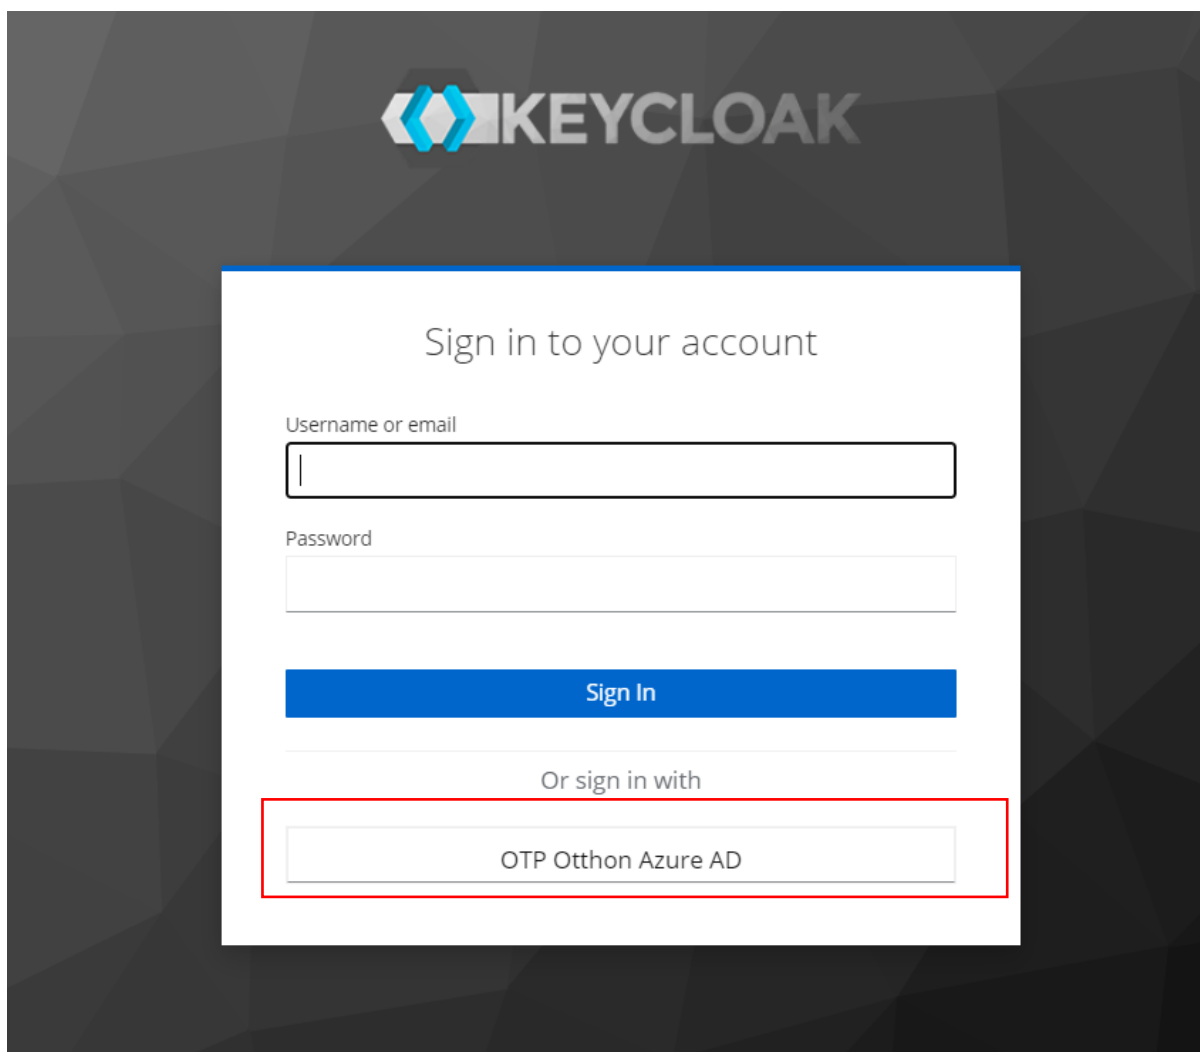 KEYCLOAK
Sign in to your account
Username or email
Password
Sign In
Or sign in with
OTP Otthon Azure AD